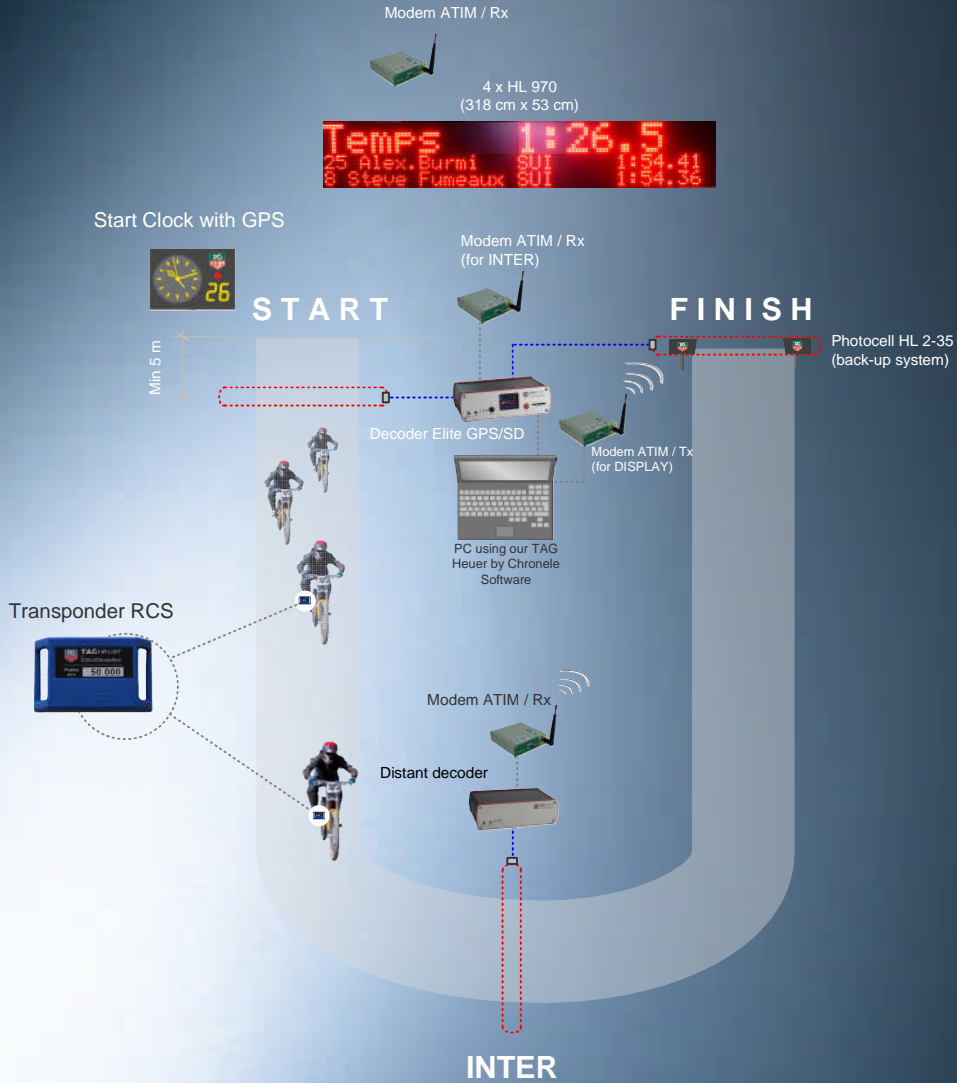 Modem ATIM / Rx
4 x HL 970
(318 cm x 53 cm)
Temps 1:26.5
25 Alex.Burmi SUI 1:54.41
8 Steve Fumeaux SUI 1:54.36
Start Clock with GPS
26
Modem ATIM / Rx
(for INTER)
START
FINISH
Min 5 m
Photocell HL 2-35
(back-up system)
Decoder Elite GPS/SD
Modem ATIM / Tx
(for DISPLAY)
PC using our TAG
Heuer by Chronele
Software
Transponder RCS
TAGHeuer
50 000
Modem ATIM / Rx
Distant decoder
INTER